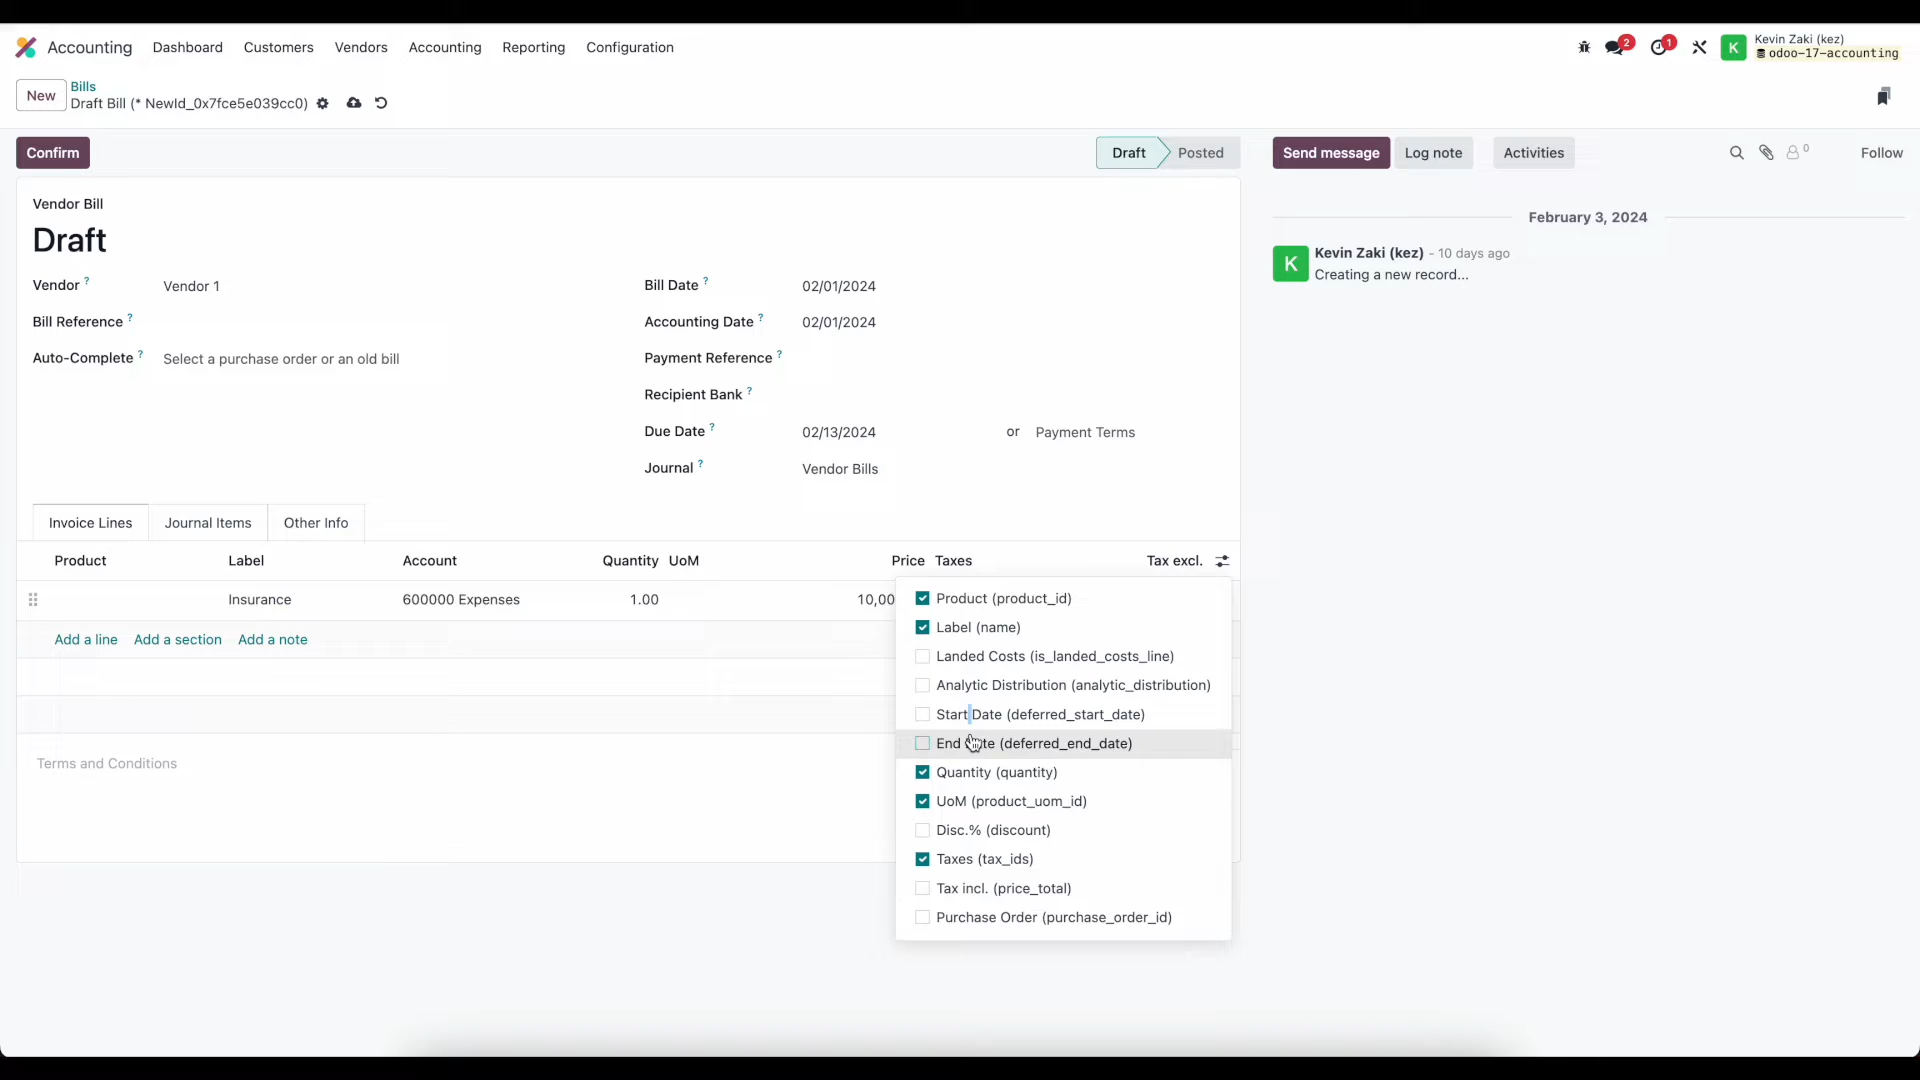 Accounting Dashboard Customers Vendors Accounting Reporting Configuration 2 1 K Kevin Zaki (kez)
odoo-17-accounting
New Bills
Draft Bill (* NewId_0x7fce5e039cc0)
Confirm Draft Posted Send message Log note Activities 0 Follow
Vendor Bill
Draft
February 3, 2024
K Kevin Zaki (kez) - 10 days ago
Creating a new record...
Vendor ? Vendor 1 Bill Date ? 02/01/2024
Bill Reference ? Accounting Date ? 02/01/2024
Auto-Complete ? Select a purchase order or an old bill Payment Reference ?
Recipient Bank ?
Due Date ? 02/13/2024 or Payment Terms
Journal ? Vendor Bills
Invoice Lines Journal Items Other Info
Product Label Account Quantity UoM Price Taxes Tax excl.
Insurance 600000 Expenses 1.00 10,00
Add a line Add a section Add a note
Terms and Conditions
Product (product_id)
Label (name)
Landed Costs (is_landed_costs_line)
Analytic Distribution (analytic_distribution)
Start Date (deferred_start_date)
End (deferred_end_date)
Quantity (quantity)
UoM (product_uom_id)
Disc.% (discount)
Taxes (tax_ids)
Tax incl. (price_total)
Purchase Order (purchase_order_id)